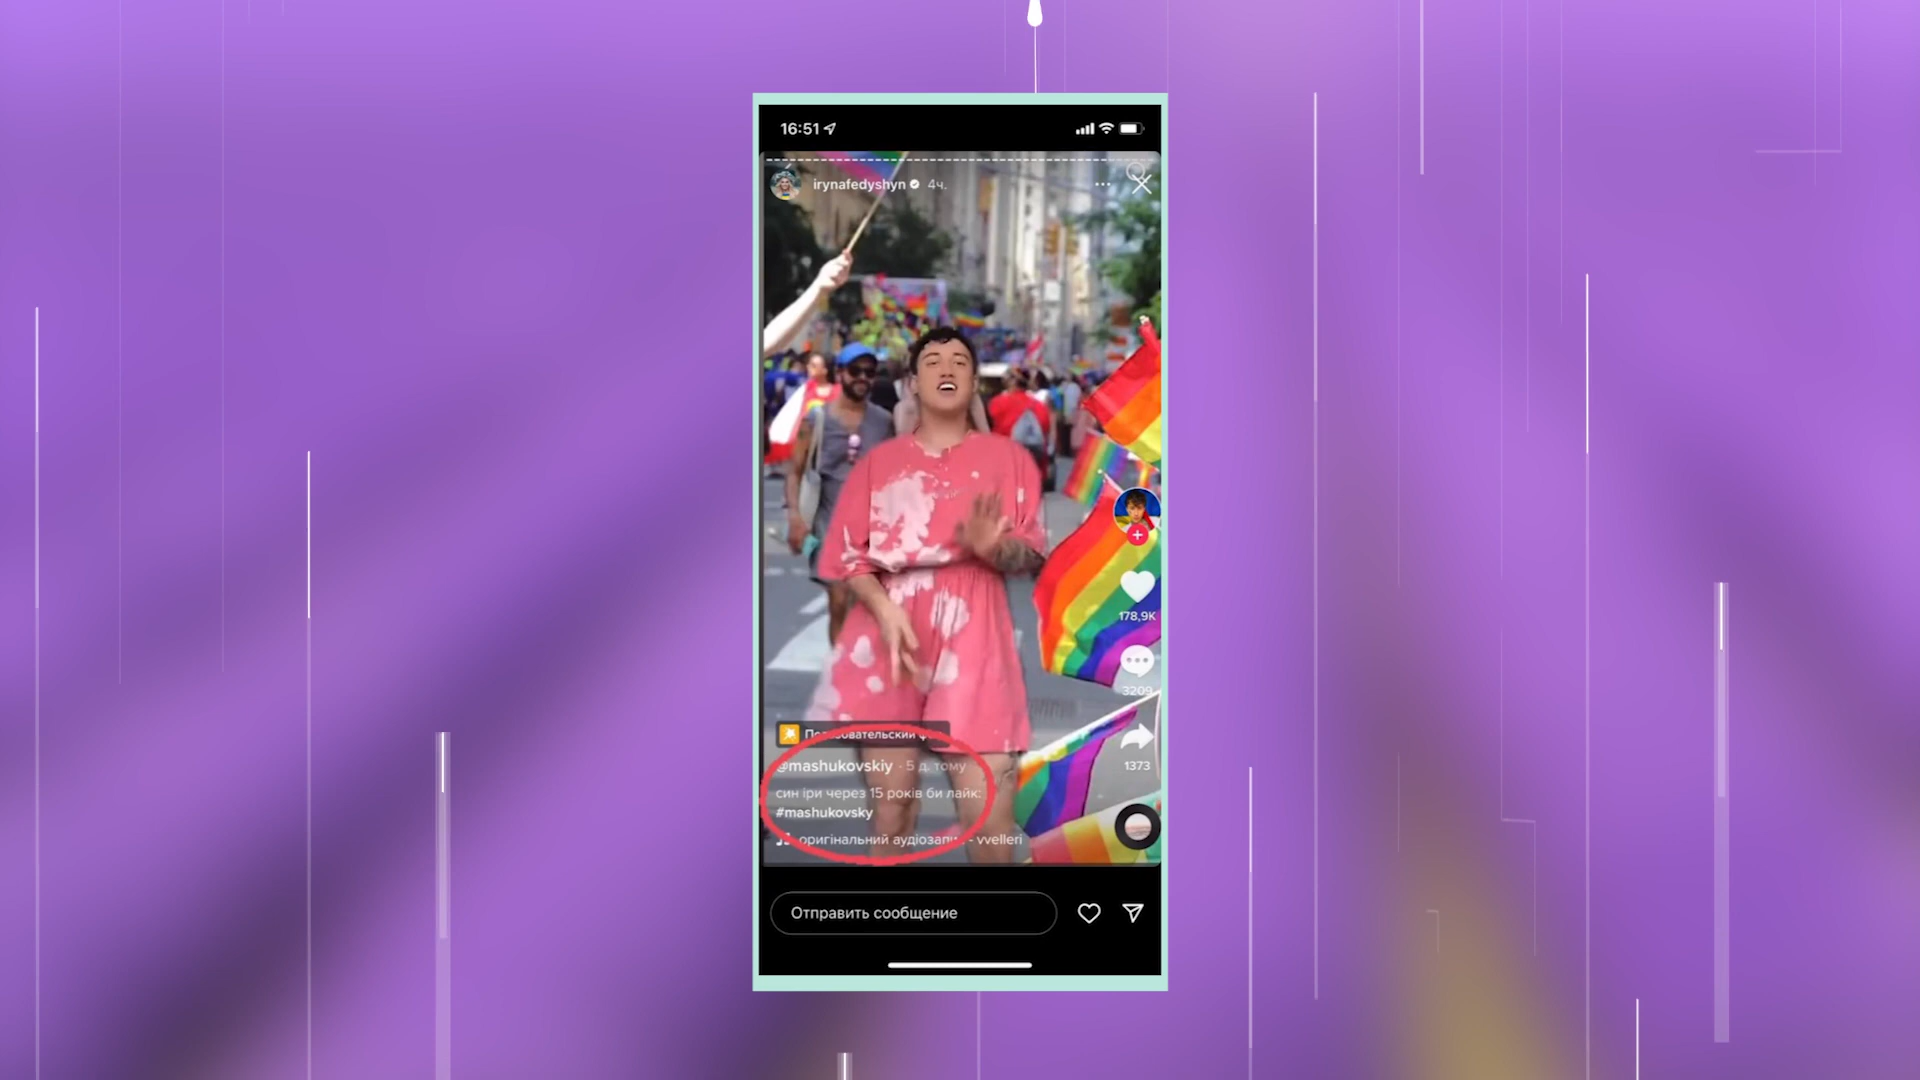 16:51
irynafedyshyn 4ч.
178,9K
3209
1373
@mashukovskiy · 5 д. тому
син іри через 15 років би лайк:
#mashukovsky
оригінальний - vvelleri
Отправить сообщение